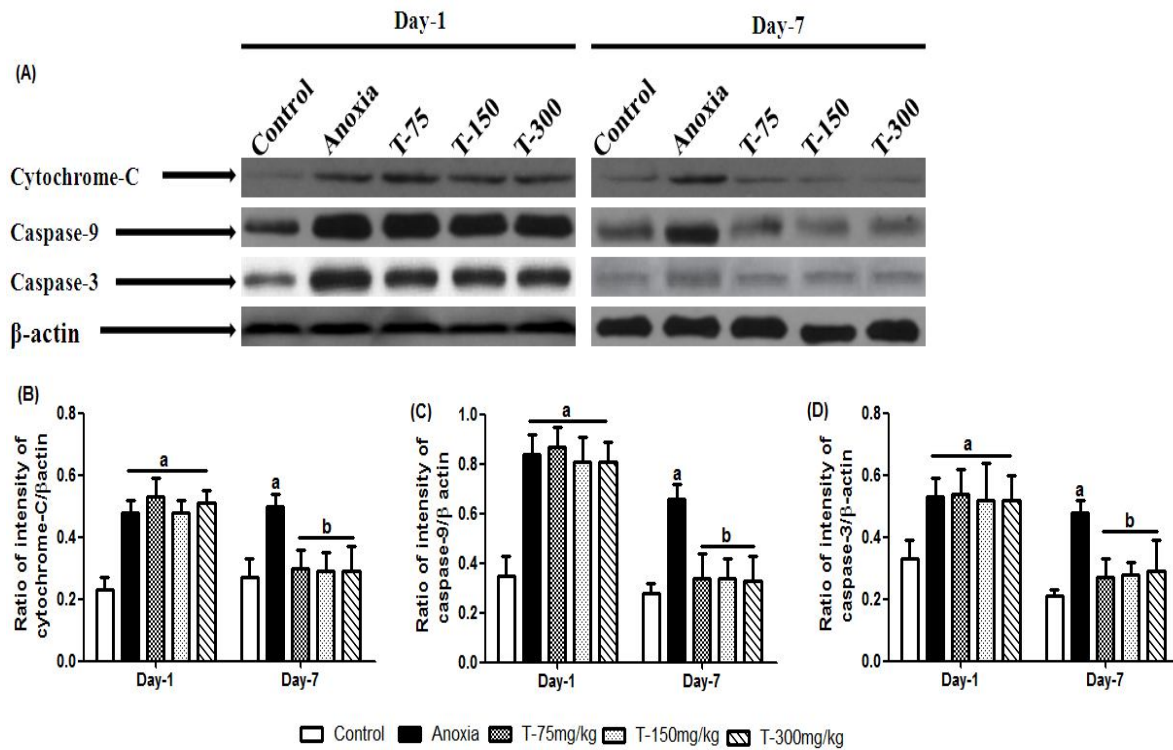 Day-1 Day-7
(A)
Control Anoxia T-75 T-150 T-300 Control Anoxia T-75 T-150 T-300
Cytochrome-C
Caspase-9
Caspase-3
β-actin
(B)
Ratio of intensity of
cytochrome-C/βactin
0.8
0.6
0.4
0.2
0.0
a
a
b
Day-1 Day-7
(C)
Ratio of intensity of
caspase-9/β actin
1.0
0.8
0.6
0.4
0.2
0.0
a
a
b
Day-1 Day-7
(D)
Ratio of intensity of
caspase-3/β-actin
0.8
0.6
0.4
0.2
0.0
a
a
b
Day-1 Day-7
Control Anoxia T-75mg/kg T-150mg/kg T-300mg/kg